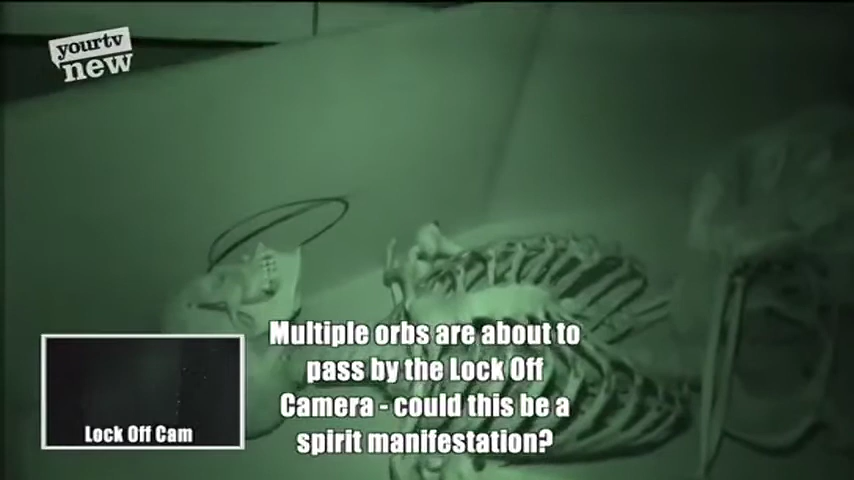 yourtv
new
Multiple orbs are about to
pass by the Lock Off
Camera - could this be a
spirit manifestation?
Lock Off Cam